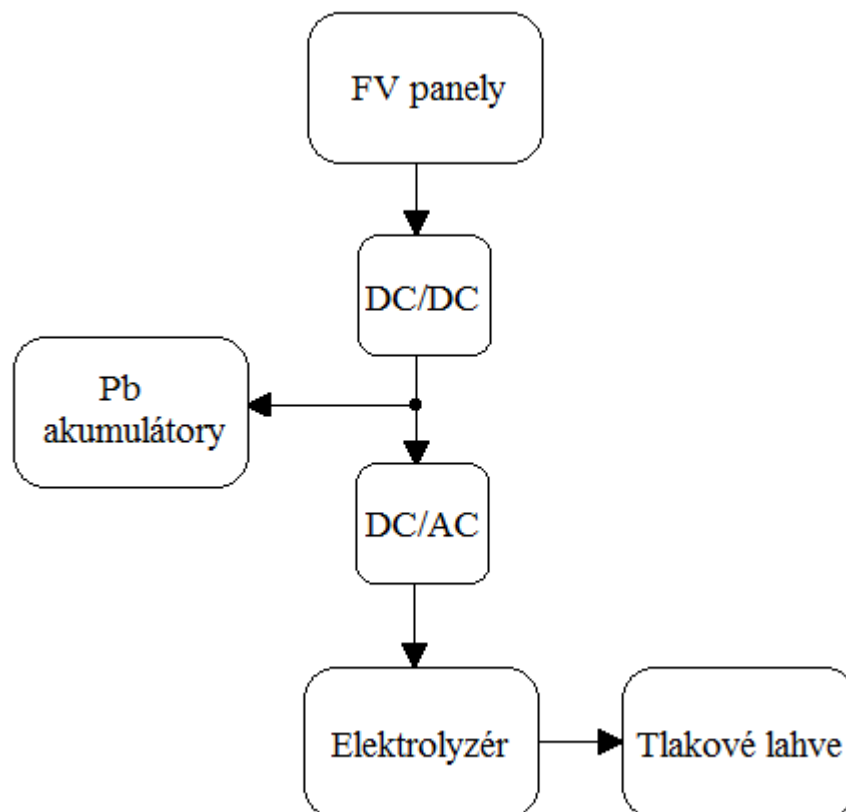 FV panely
DC/DC
Pb
akumulátory
DC/AC
Elektrolyzér
Tlakové lahve